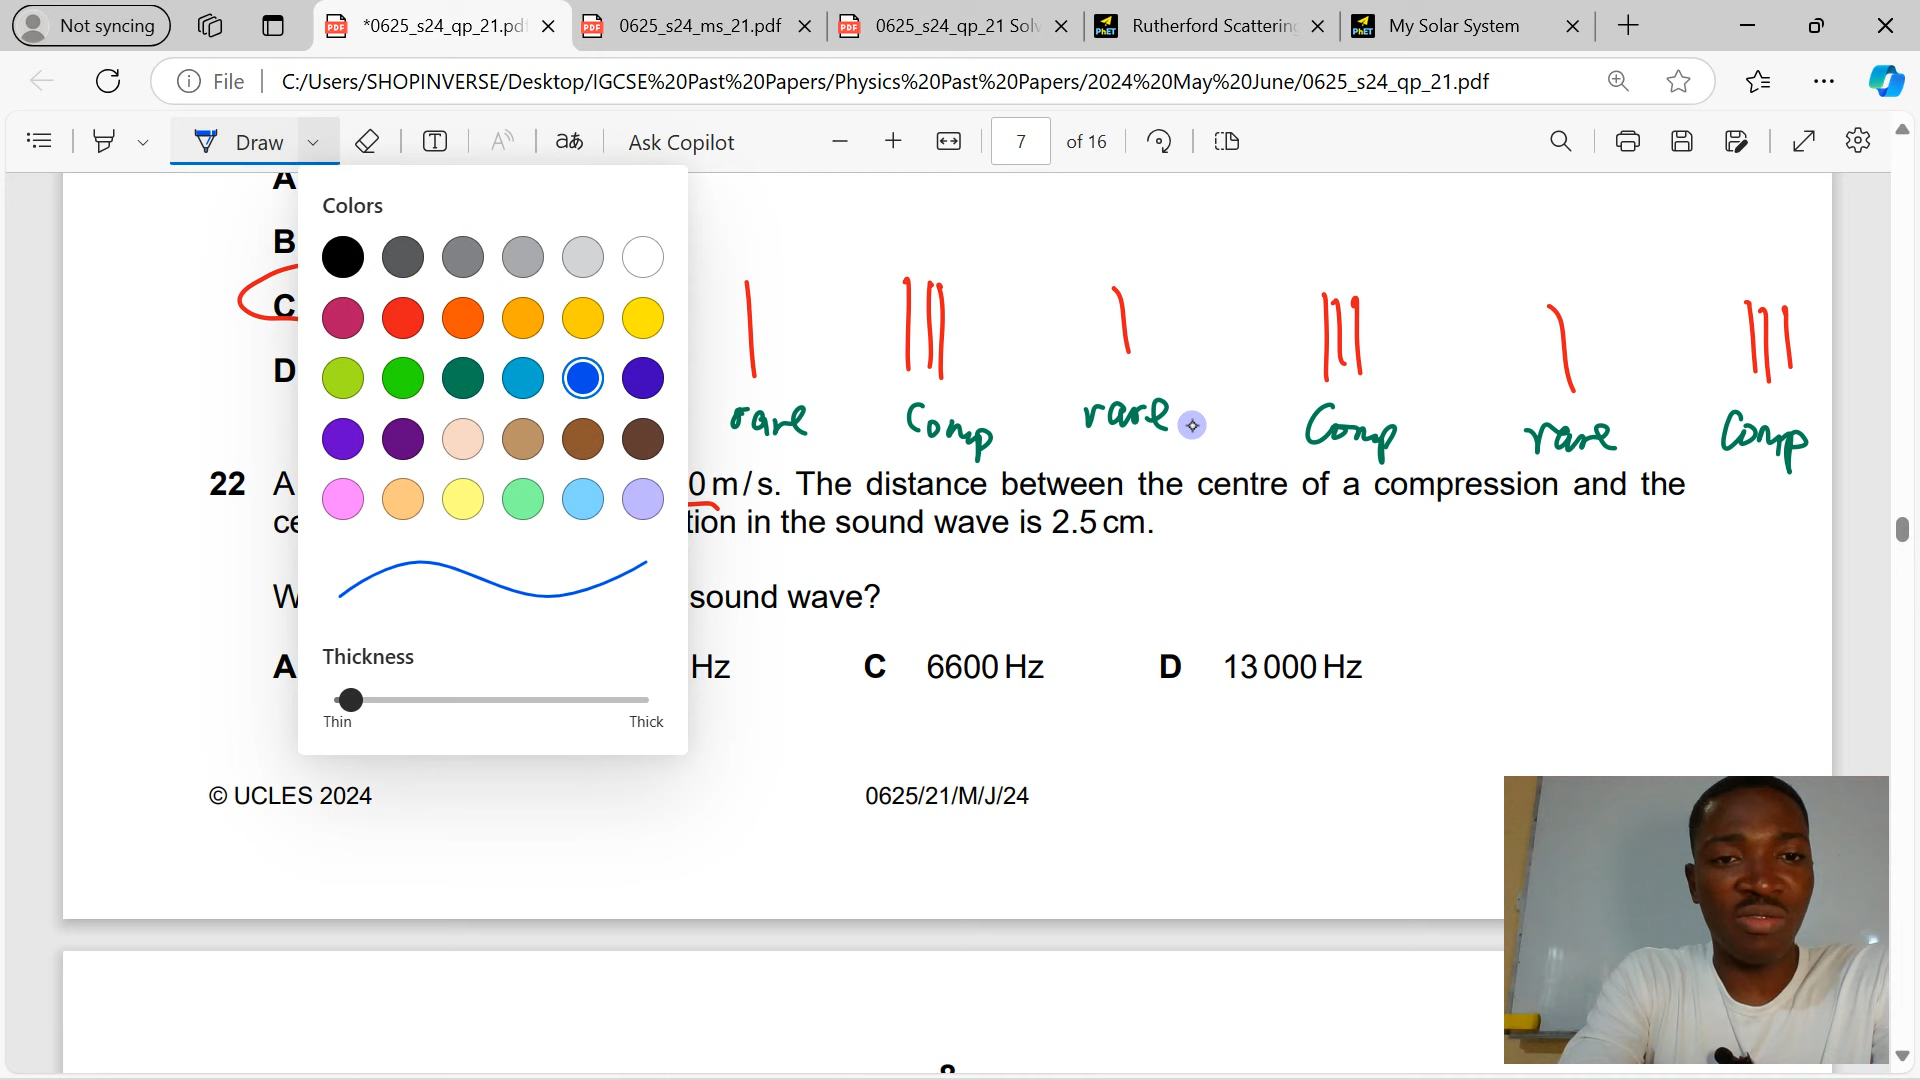 Not syncing
*0625_s24_qp_21.pdf
0625_s24_ms_21.pdf
0625_s24_qp_21 Solv
Rutherford Scattering
My Solar System
File
C:/Users/SHOPINVERSE/Desktop/IGCSE%20Past%20Papers/Physics%20Past%20Papers/2024%20May%20June/0625_s24_qp_21.pdf
Draw
Ask Copilot
7 of 16
Colors
Thickness
Thin Thick
A
B
C
D
rare Comp rare Comp rare Comp
22 A 0 m/s. The distance between the centre of a compression and the
ce tion in the sound wave is 2.5 cm.
W sound wave?
A Hz C 6600 Hz D 13 000 Hz
© UCLES 2024 0625/21/M/J/24